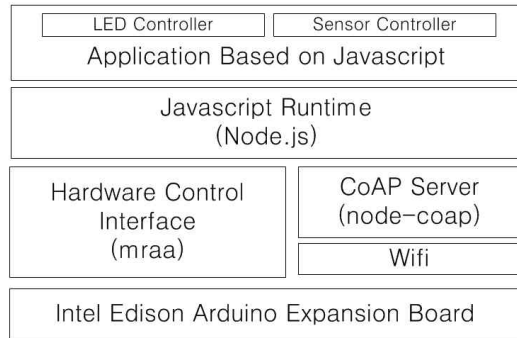 LED Controller
Sensor Controller
Application Based on Javascript
Javascript Runtime
(Node.js)
Hardware Control
Interface
(mraa)
CoAP Server
(node-coap)
Wifi
Intel Edison Arduino Expansion Board